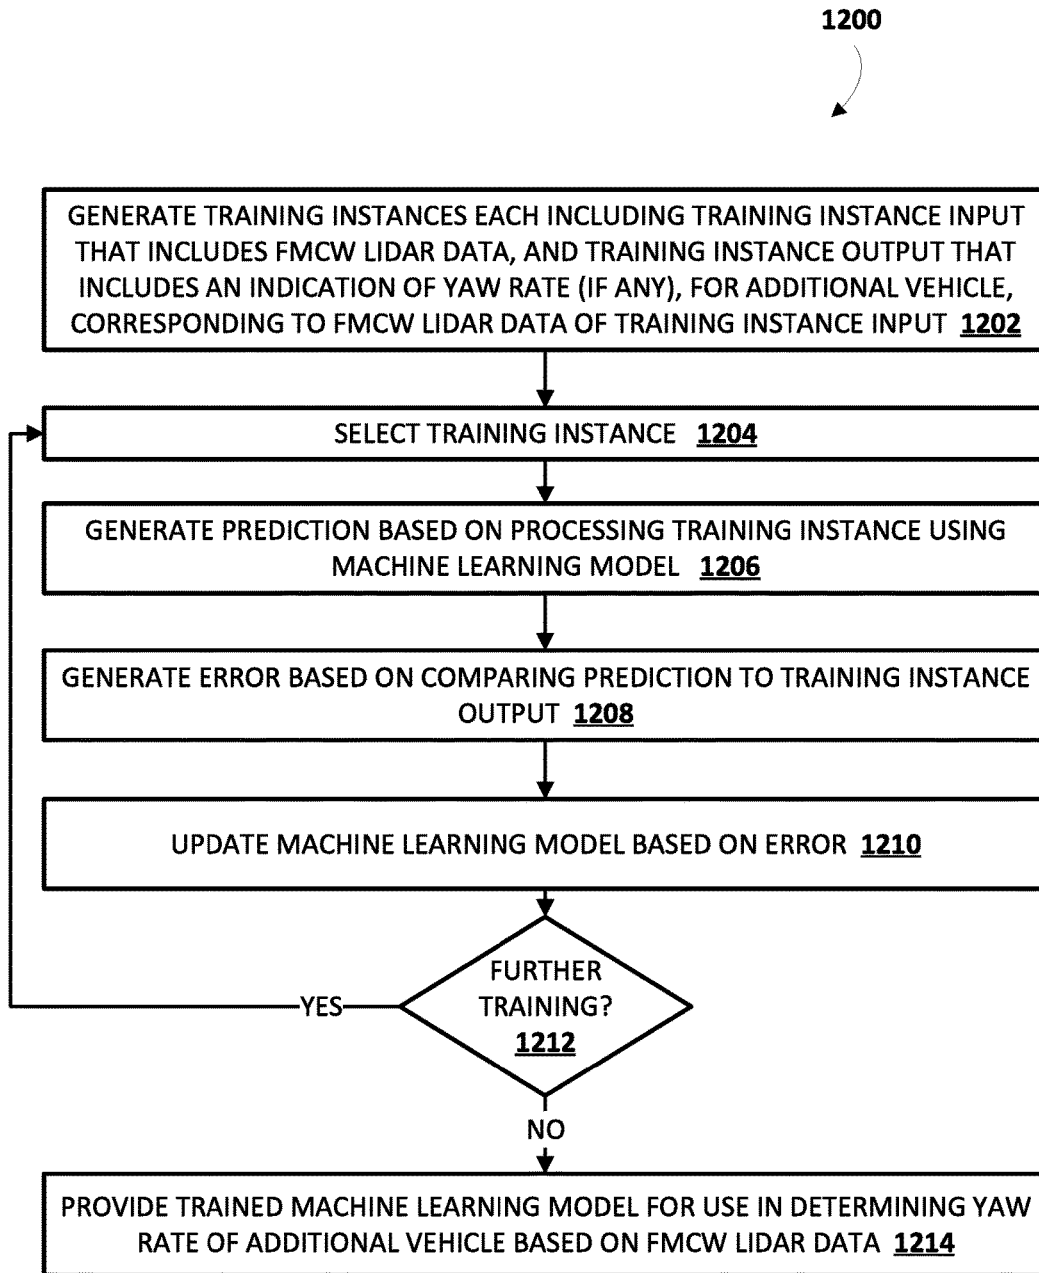 1200
GENERATE TRAINING INSTANCES EACH INCLUDING TRAINING INSTANCE INPUT
THAT INCLUDES FMCW LIDAR DATA, AND TRAINING INSTANCE OUTPUT THAT
INCLUDES AN INDICATION OF YAW RATE (IF ANY), FOR ADDITIONAL VEHICLE,
CORRESPONDING TO FMCW LIDAR DATA OF TRAINING INSTANCE INPUT 1202
SELECT TRAINING INSTANCE 1204
GENERATE PREDICTION BASED ON PROCESSING TRAINING INSTANCE USING
MACHINE LEARNING MODEL 1206
GENERATE ERROR BASED ON COMPARING PREDICTION TO TRAINING INSTANCE
OUTPUT 1208
UPDATE MACHINE LEARNING MODEL BASED ON ERROR 1210
FURTHER
TRAINING?
1212
YES
NO
PROVIDE TRAINED MACHINE LEARNING MODEL FOR USE IN DETERMINING YAW
RATE OF ADDITIONAL VEHICLE BASED ON FMCW LIDAR DATA 1214